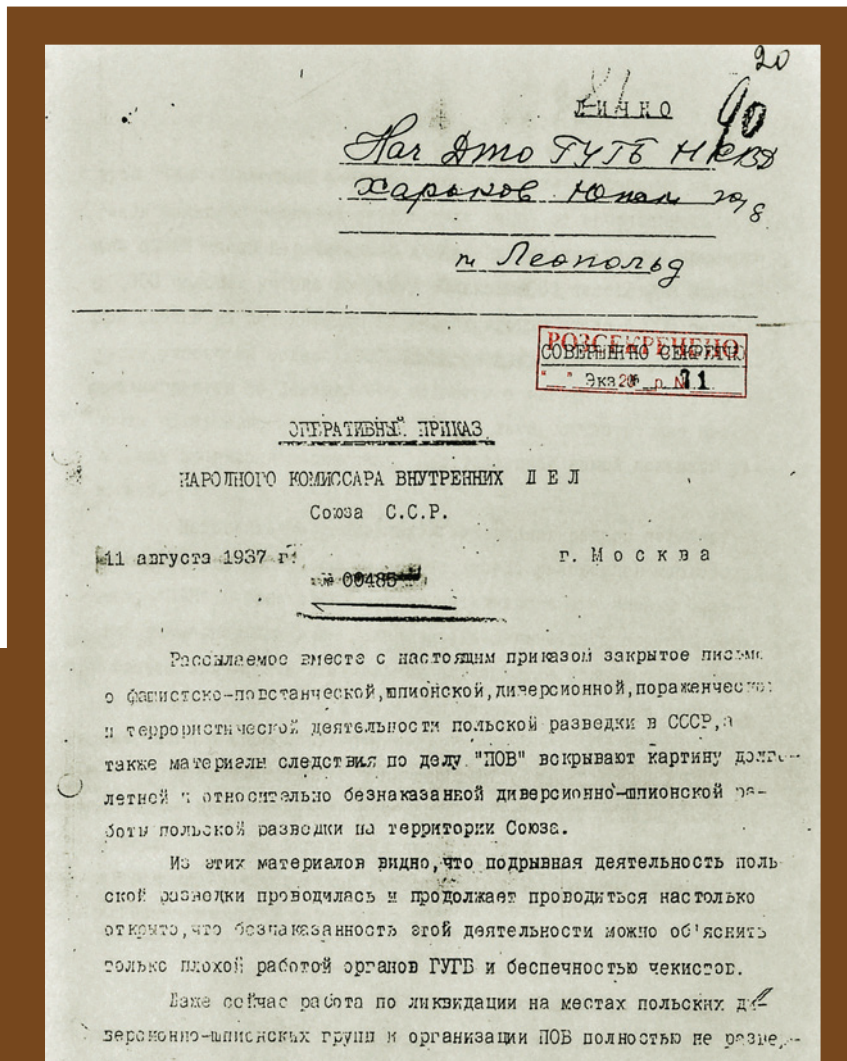 20
ЛИЧНО
90
Нач ДТО ГУГБ НКВД
Харьков Южн
т Леопольд
РОЗСЕКРЕЧЕНО
СОВЕРШЕННО СЕКРЕТНО
" " Экз № 31
ОПЕРАТИВНЫЙ ПРИКАЗ
НАРОДНОГО КОМИССАРА ВНУТРЕННИХ Д Е Л
Союза С.С.Р.
11 августа 1937 г. г. М о с к в а
№ 00485
Рассылаемое вместе с настоящим приказом закрытое письмо
о фашистско-повстанческой, шпионской, диверсионной, пораженческой
и террористической деятельности польской разведки в СССР, а
также материалы следствия по делу "ПОВ" вскрывают картину долго-
летней и относительно безнаказанной диверсионно-шпионской ра-
боты польской разведки на территории Союза.
Из этих материалов видно, что подрывная деятельность поль-
ской разведки проводилась и продолжает проводиться настолько
открыто, что безнаказанность этой деятельности можно об'яснить
только плохой работой органов ГУГБ и беспечностью чекистов.
Даже сейчас работа по ликвидации на местах польских ди-
версионно-шпионских групп и организации ПОВ полностью не разве-